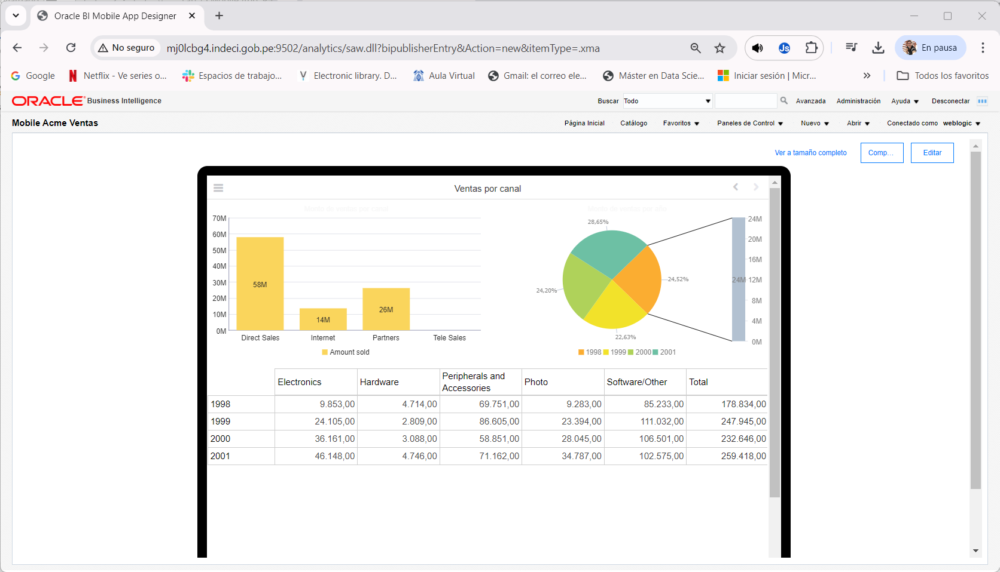 Oracle BI Mobile App Designer
No seguro mj0lcbg4.indeci.gob.pe:9502/analytics/saw.dll?bipublisherEntry&Action=new&itemType=.xma
JS
En pausa
Google
Netflix - Ve series o...
Espacios de trabajo...
Electronic library. D...
Aula Virtual
Gmail: el correo ele...
Máster en Data Scie...
Iniciar sesión | Micr...
Todos los favoritos
ORACLE Business Intelligence
Buscar Todo Avanzada Administración Ayuda Desconectar
Mobile Acme Ventas
Página Inicial Catálogo Favoritos Paneles de Control Nuevo Abrir Conectado como weblogic
Ver a tamaño completo Comp... Editar
Ventas por canal
Monto de ventas por canal
70M
60M
50M
40M
30M
20M
10M
0M
58M
14M
26M
Direct Sales Internet Partners Tele Sales
Amount sold
Monto de ventas por año
28,65%
24,52%
24,20%
22,63%
24M
24M
20M
16M
12M
8M
4M
0M
1998 1999 2000 2001
Electronics Hardware Peripherals and Accessories Photo Software/Other Total
1998 9.853,00 4.714,00 69.751,00 9.283,00 85.233,00 178.834,00
1999 24.105,00 2.809,00 86.605,00 23.394,00 111.032,00 247.945,00
2000 36.161,00 3.088,00 58.851,00 28.045,00 106.501,00 232.646,00
2001 46.148,00 4.746,00 71.162,00 34.787,00 102.575,00 259.418,00